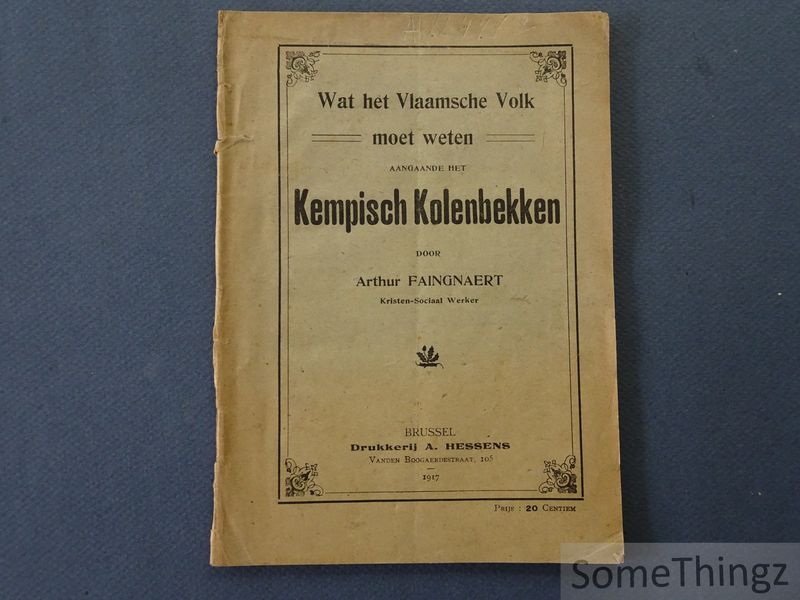 Wat het Vlaamsche Volk
moet weten
AANGAANDE HET
Kempisch Kolenbekken
DOOR
Arthur FAINGNAERT
Kristen-Sociaal Werker
BRUSSEL
Drukkerij A. HESSENS
VANDEN BOOGAERDESTRAAT, 105
1917
PRIJS : 20 CENTIEM
SomeThingz